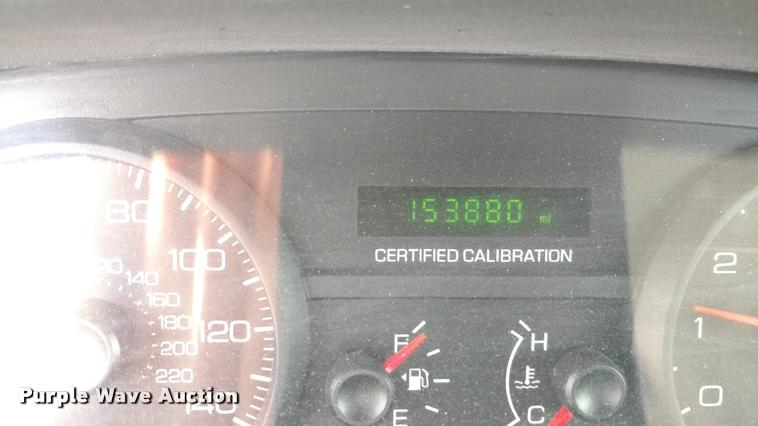 153880 mi
CERTIFIED CALIBRATION
80
100
120
140
120
140
160
180
200
220
F
E
H
C
2
1
0
Purple Wave Auction